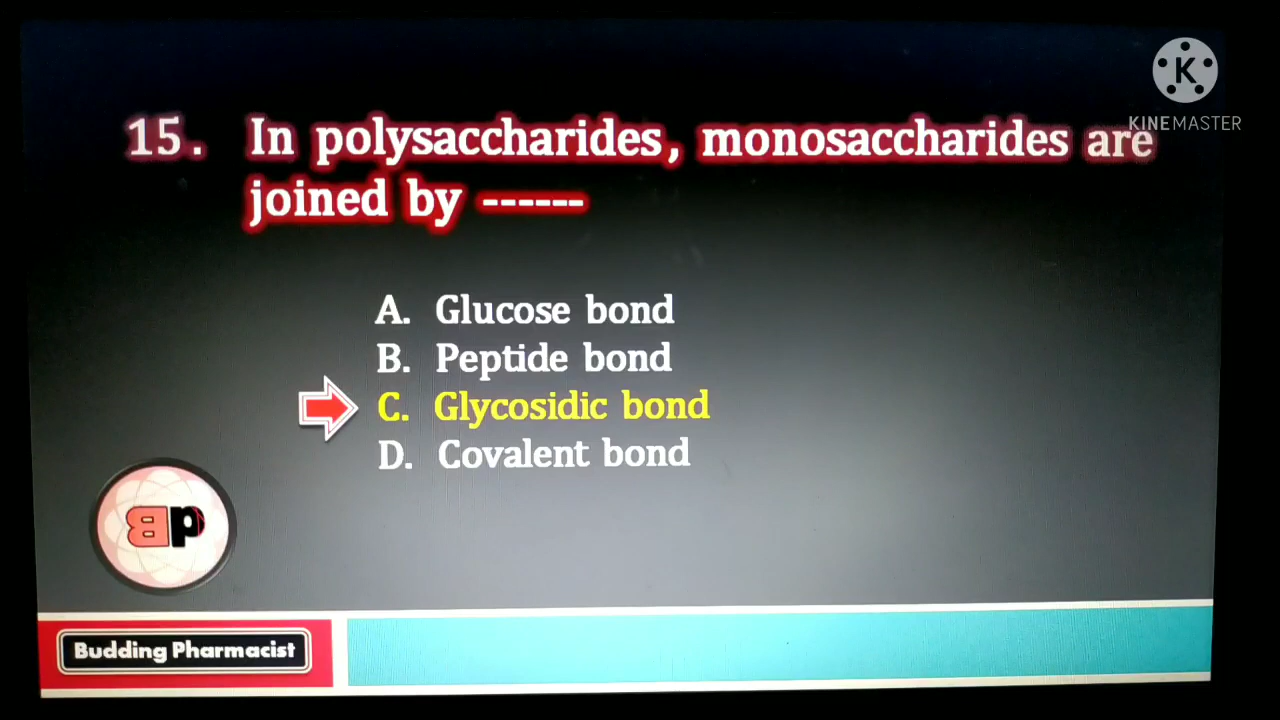 K
KINEMASTER
15. In polysaccharides, monosaccharides are
joined by ------
A. Glucose bond
B. Peptide bond
C. Glycosidic bond
D. Covalent bond
BP
Budding Pharmacist